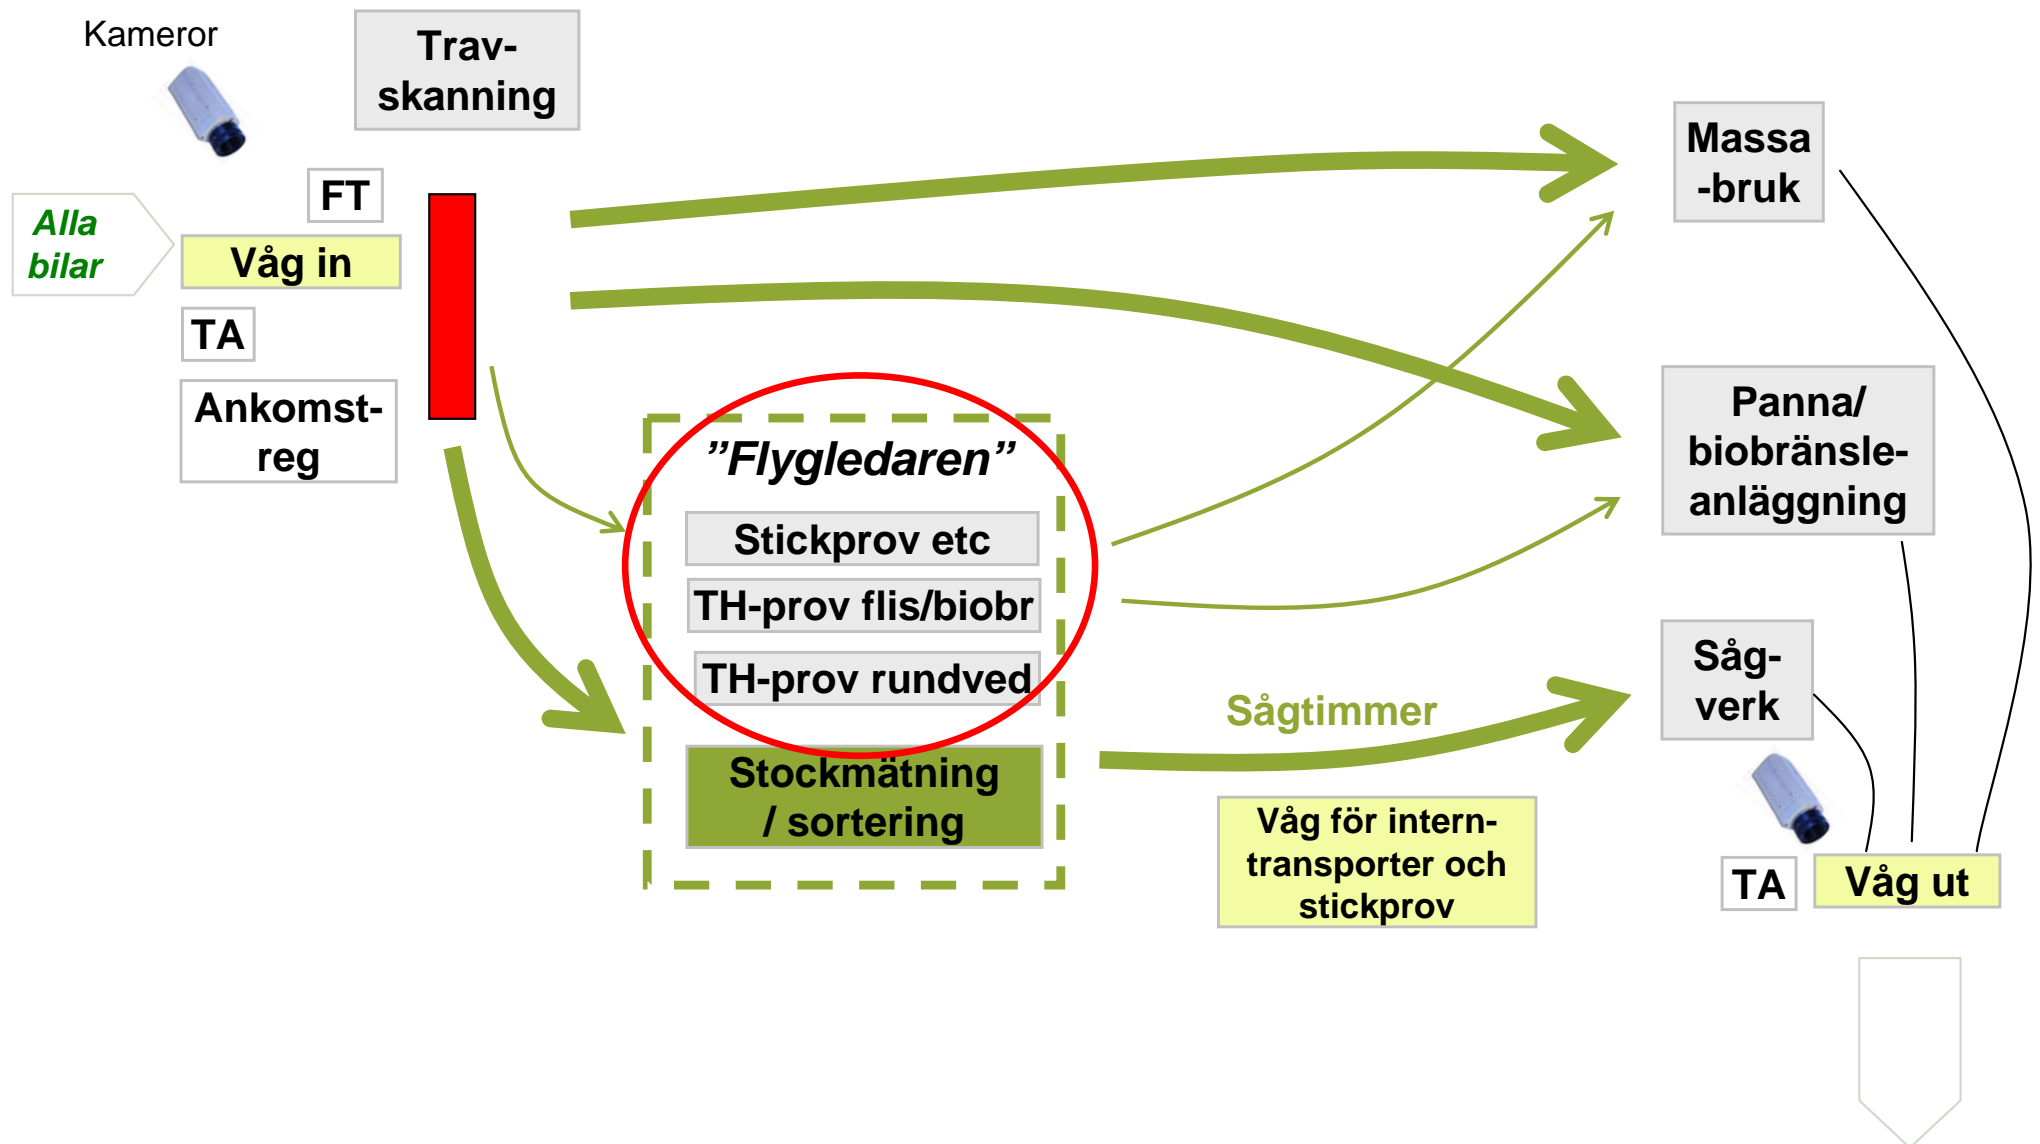 Kameror
Trav-
skanning
FT
Alla
bilar
Våg in
TA
Ankomst-
reg
”Flygledaren”
Stickprov etc
TH-prov flis/biobr
TH-prov rundved
Stockmätning
/ sortering
Sågtimmer
Våg för intern-
transporter och
stickprov
Massa
-bruk
Panna/
biobränsle-
anläggning
Såg-
verk
TA
Våg ut